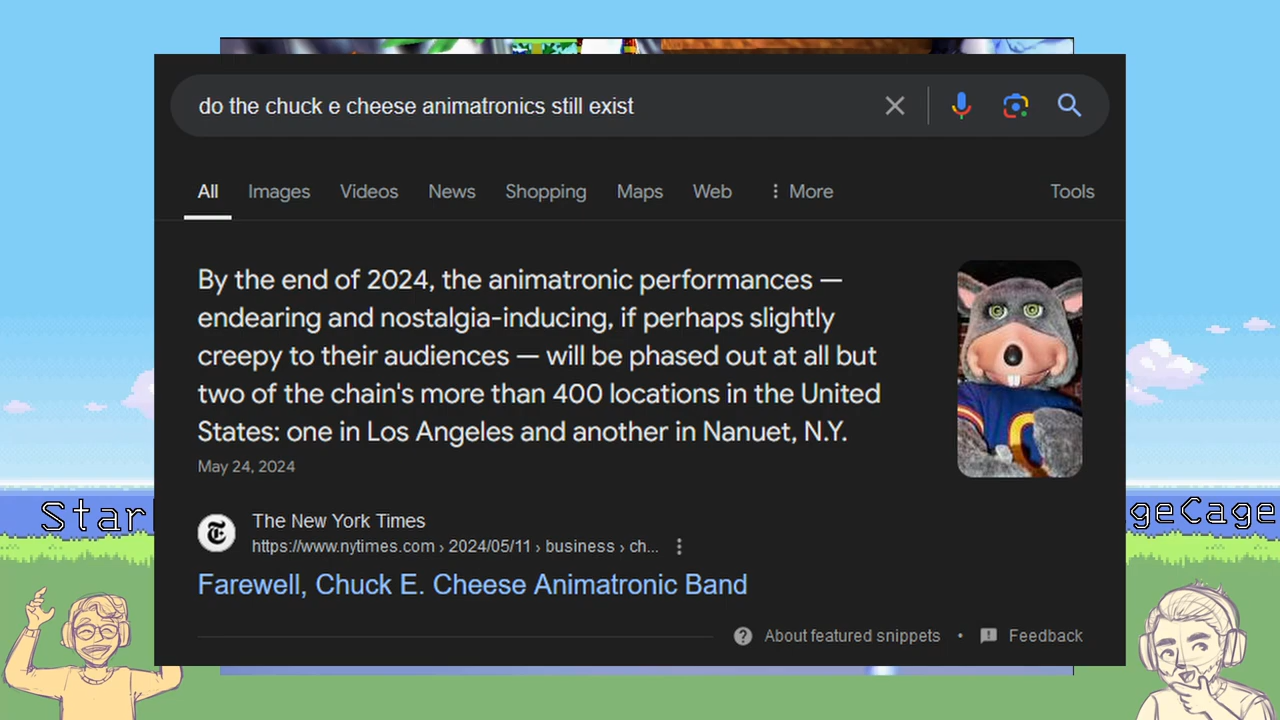 do the chuck e cheese animatronics still exist
All Images Videos News Shopping Maps Web More Tools
By the end of 2024, the animatronic performances —
endearing and nostalgia-inducing, if perhaps slightly
creepy to their audiences — will be phased out at all but
two of the chain's more than 400 locations in the United
States: one in Los Angeles and another in Nanuet, N.Y.
May 24, 2024
The New York Times
https://www.nytimes.com › 2024/05/11 › business › ch...
Farewell, Chuck E. Cheese Animatronic Band
About featured snippets • Feedback
Star
geCage